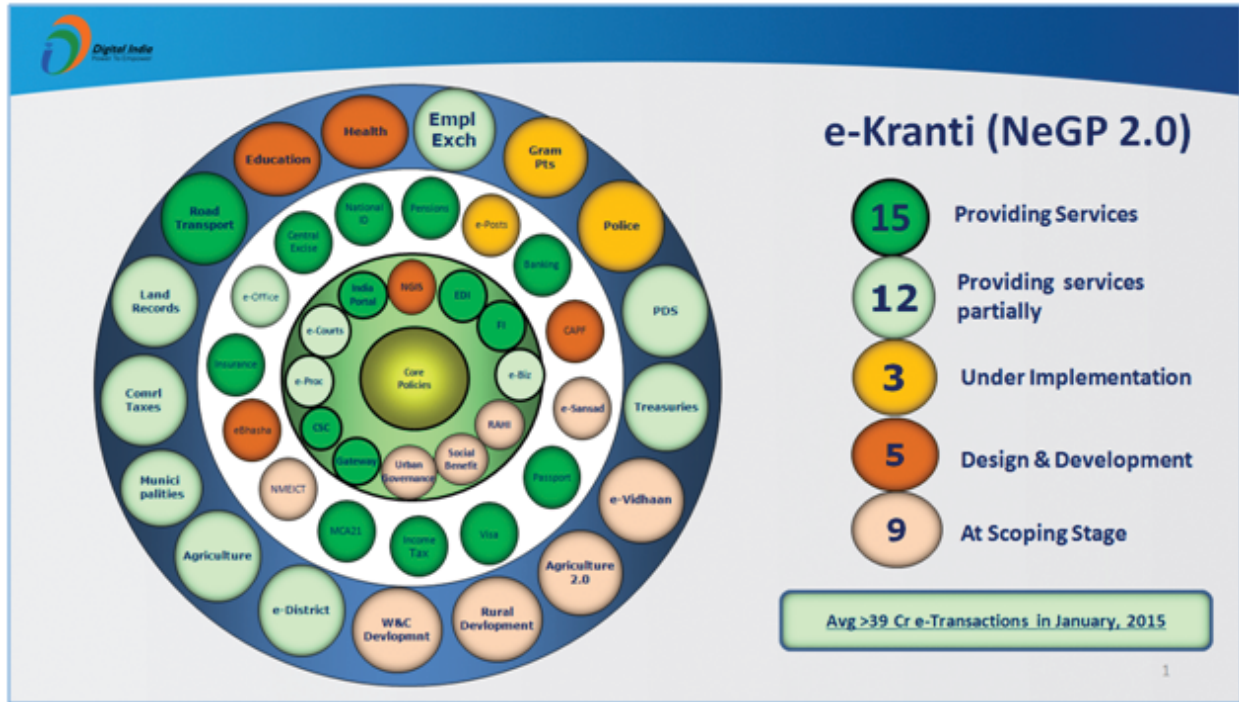 Digital India
Power To Empower
e-Kranti (NeGP 2.0)
15
Providing Services
12
Providing services
partially
3
Under Implementation
5
Design & Development
9
At Scoping Stage
Avg >39 Cr e-Transactions in January, 2015
1
Empl
Exch
Gram
Pts
Police
PDS
Treasuries
e-Vidhaan
Agriculture
2.0
Rural
Devlopment
W&C
Devlopmnt
e-District
Agriculture
Munici
palities
Comrl
Taxes
Land
Records
Road
Transport
Education
Health
Pensions
e-Posts
Banking
CAPF
e-Sansad
Passport
Visa
Income
Tax
MCA21
NMEICT
eBhasha
Insurance
e-Office
Central
Excise
National
ID
NGIS
EDI
FI
e-Biz
RAHI
Social
Benefit
Urban
Governance
Gateway
CSC
e-Proc
e-Courts
India
Portal
Core
Policies